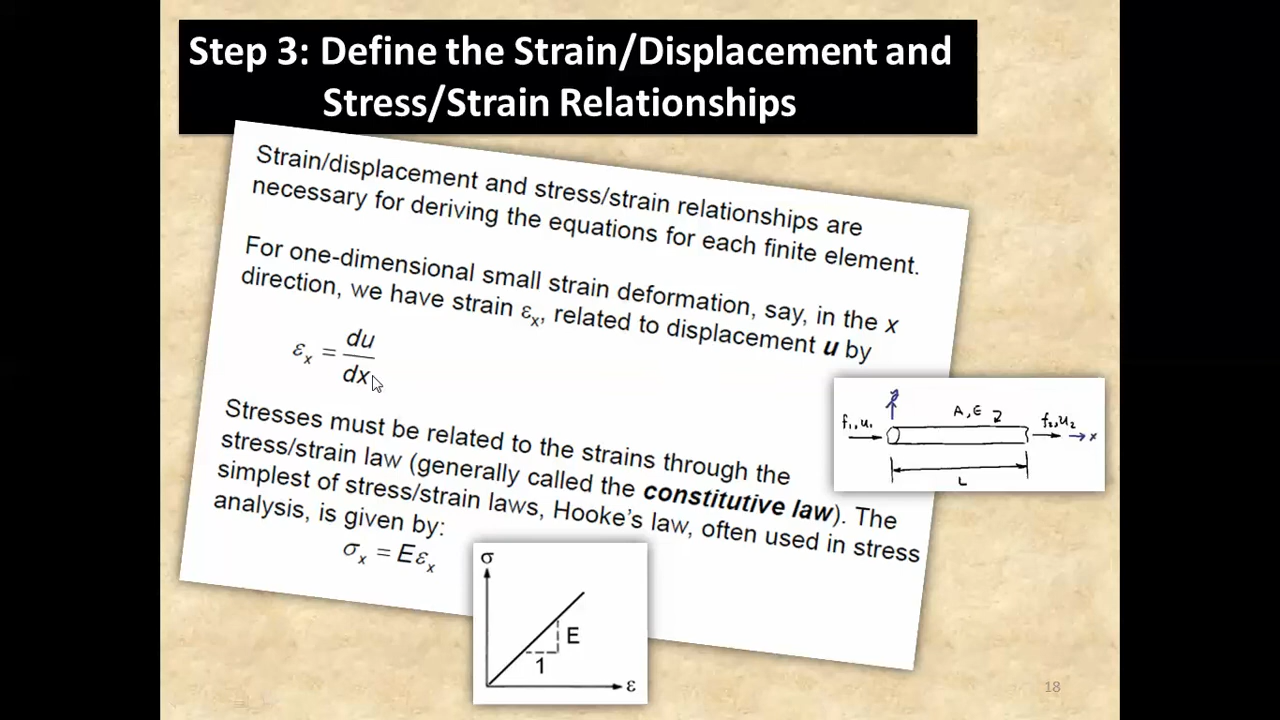 Step 3: Define the Strain/Displacement and
Stress/Strain Relationships
Strain/displacement and stress/strain relationships are
necessary for deriving the equations for each finite element.
For one-dimensional small strain deformation, say, in the x
direction, we have strain εx, related to displacement u by
εx = du/dx
Stresses must be related to the strains through the
stress/strain law (generally called the constitutive law). The
simplest of stress/strain laws, Hooke's law, often used in stress
analysis, is given by:
σx = Eεx
f1,u1
A,E
f2,u2
x
L
σ
E
1
ε
18